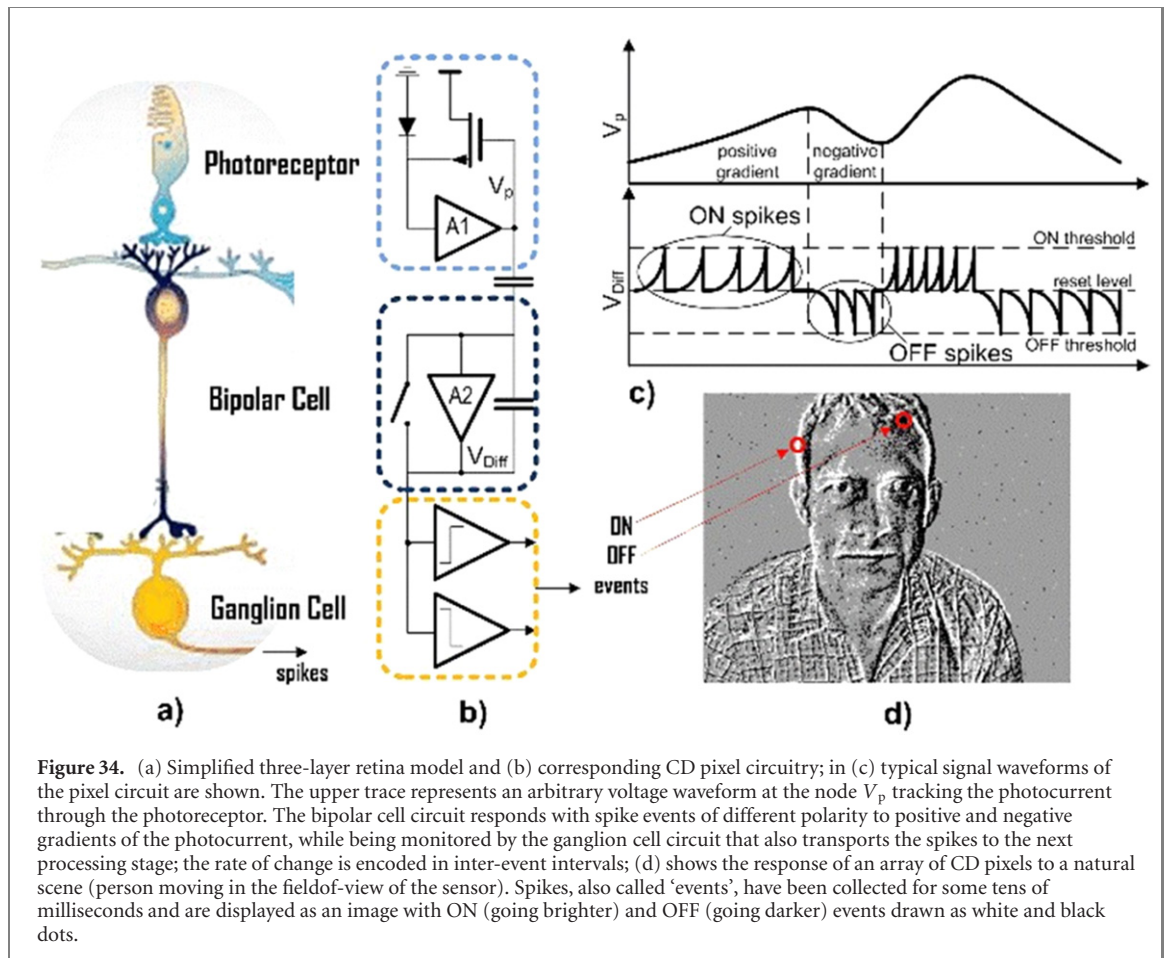 Photoreceptor
Bipolar Cell
Ganglion Cell
spikes
a)
V_p
A1
A2
V_Diff
b)
V_p
positive gradient
negative gradient
ON spikes
V_Diff
ON threshold
reset level
OFF threshold
OFF spikes
c)
ON
OFF
events
d)
Figure 34. (a) Simplified three-layer retina model and (b) corresponding CD pixel circuitry; in (c) typical signal waveforms of
the pixel circuit are shown. The upper trace represents an arbitrary voltage waveform at the node V_p tracking the photocurrent
through the photoreceptor. The bipolar cell circuit responds with spike events of different polarity to positive and negative
gradients of the photocurrent, while being monitored by the ganglion cell circuit that also transports the spikes to the next
processing stage; the rate of change is encoded in inter-event intervals; (d) shows the response of an array of CD pixels to a natural
scene (person moving in the fieldof-view of the sensor). Spikes, also called ‘events’, have been collected for some tens of
milliseconds and are displayed as an image with ON (going brighter) and OFF (going darker) events drawn as white and black
dots.